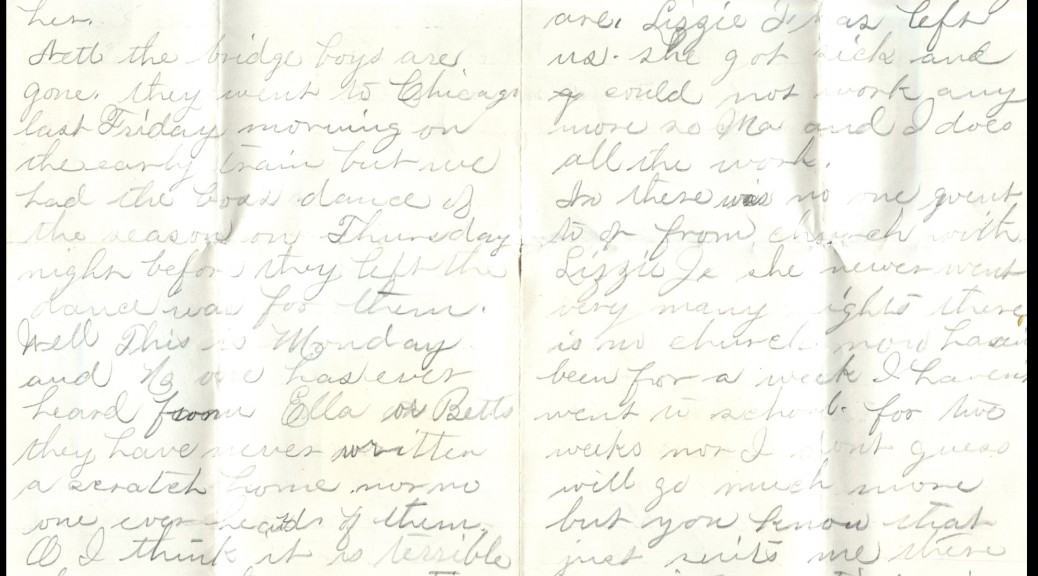 her.
Well the bridge boys are
gone. they went to Chicago
last Friday morning on
the early train but we
had the boss dance of
the season on Thursday
night before they left the
dance was for them.
Well This is Monday
and no one has ever
heard from Ella or Betts
they have never written
a scratch home nor no
one ever heards of them.
O I think it is terrible
are. Lizzie J. has left
us. she got sick and
could not work any
more so Ma and I does
all the work.
No there was no one went
to or from church with
Lizzie Je she never went
very many nights there
is no church now hasn
been for a week I haven't
went to school. for two
weeks nor I dont guess
will go much more
but you know that
just suits me there